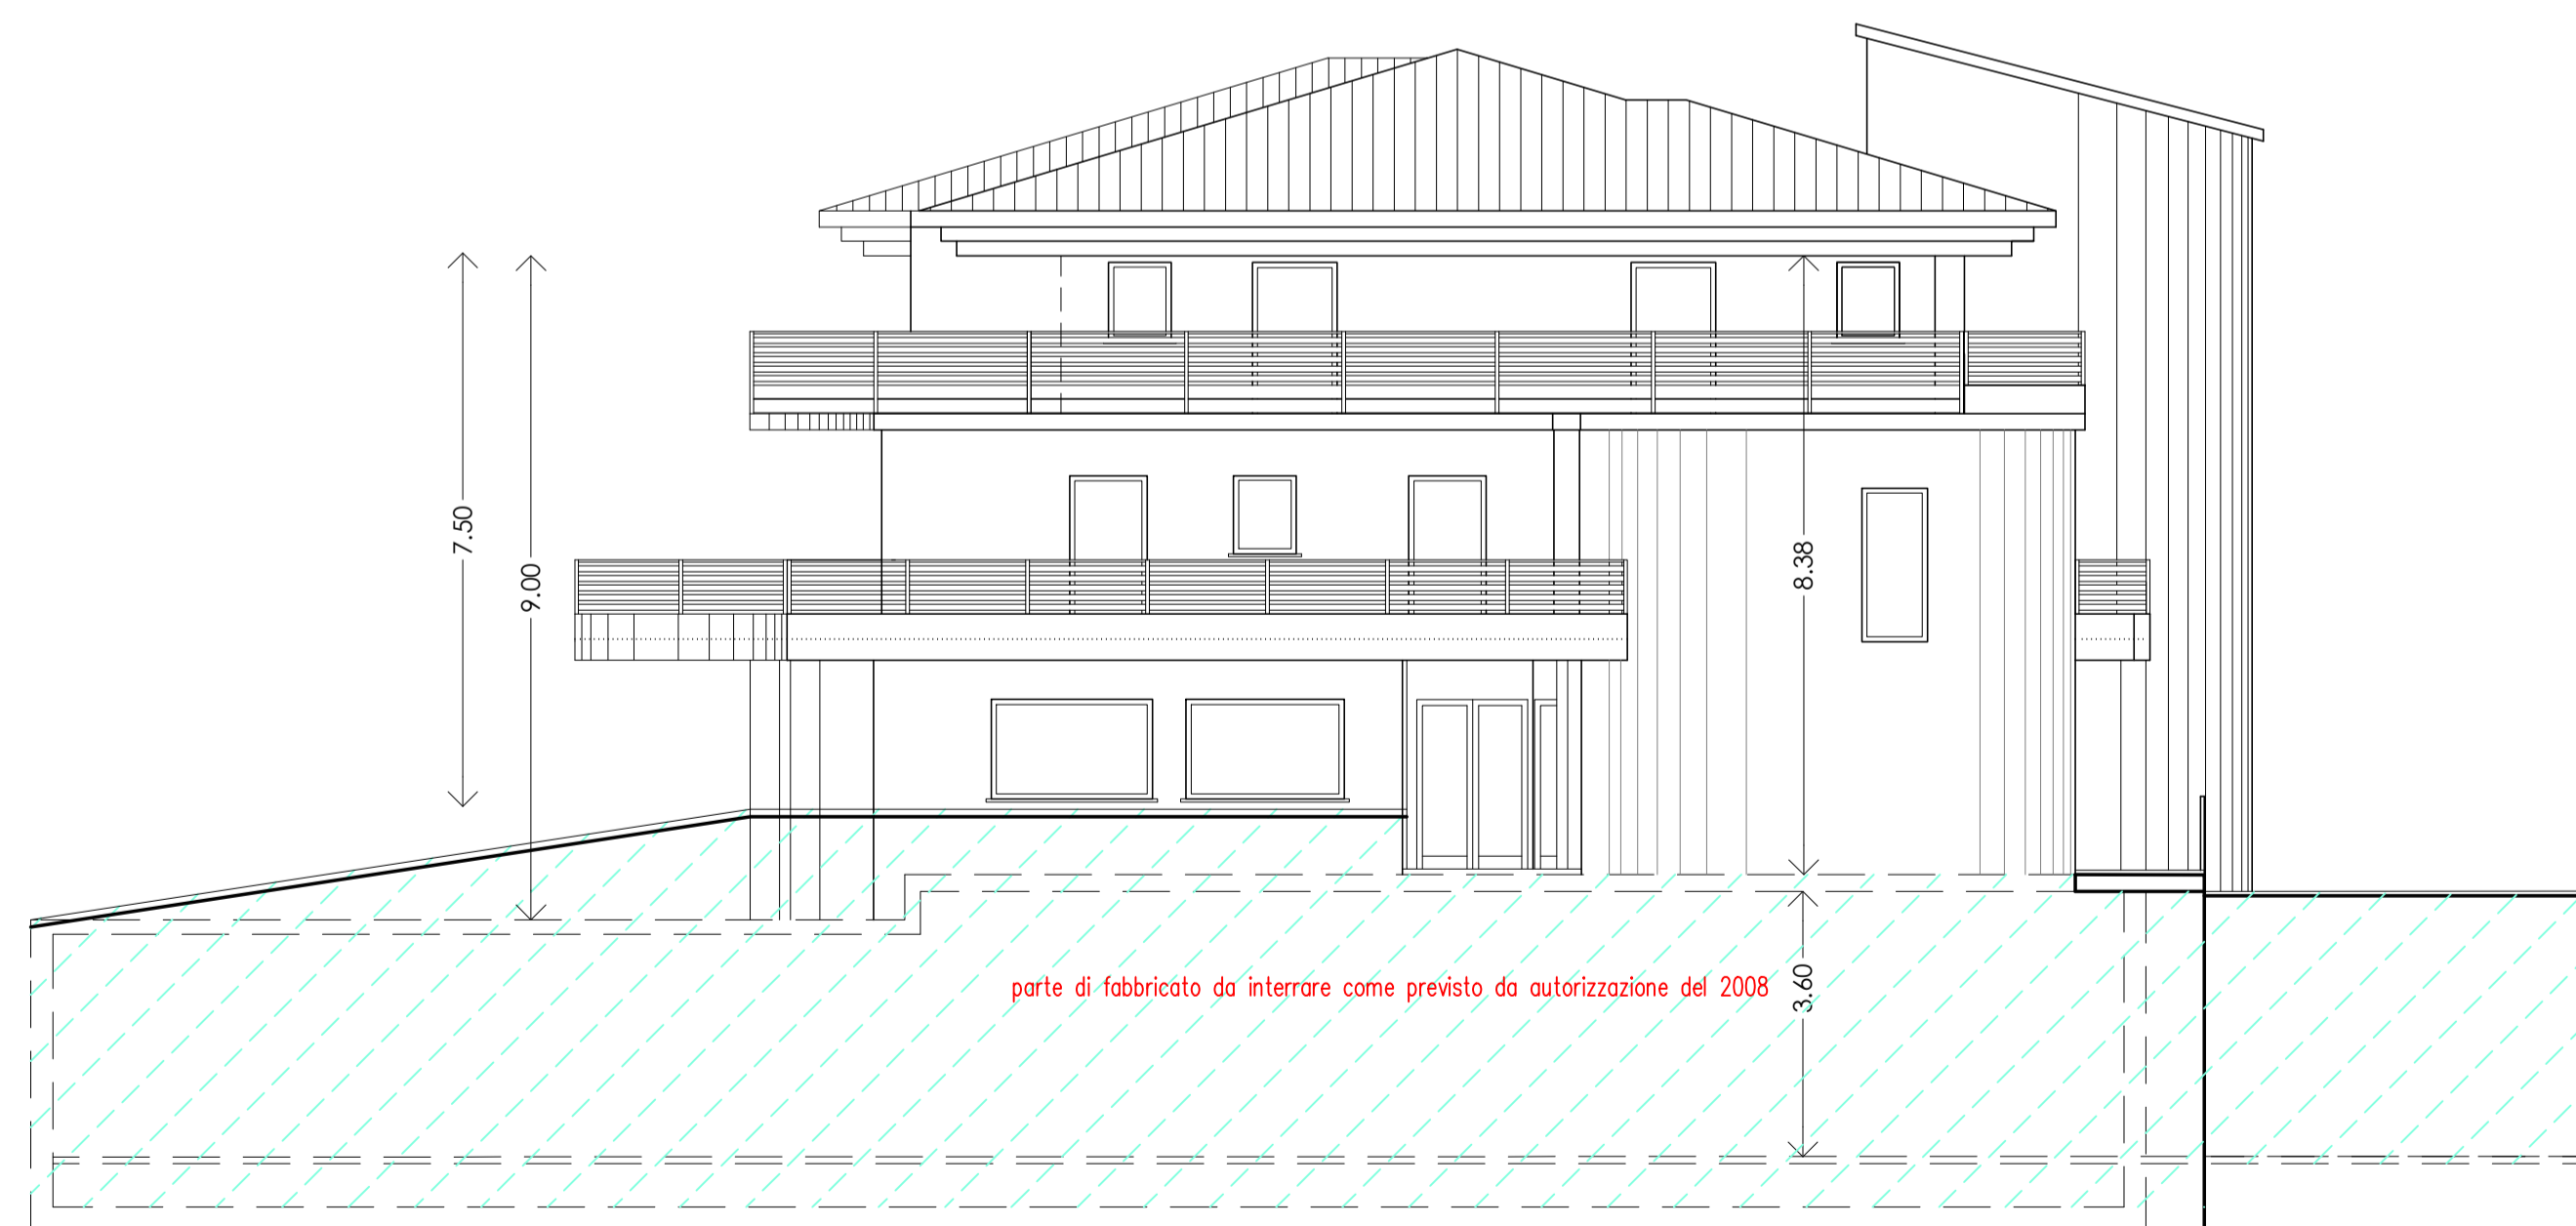 7.50
9.00
8.38
parte di fabbricato da interrare come previsto da autorizzazione del 2008
3.60